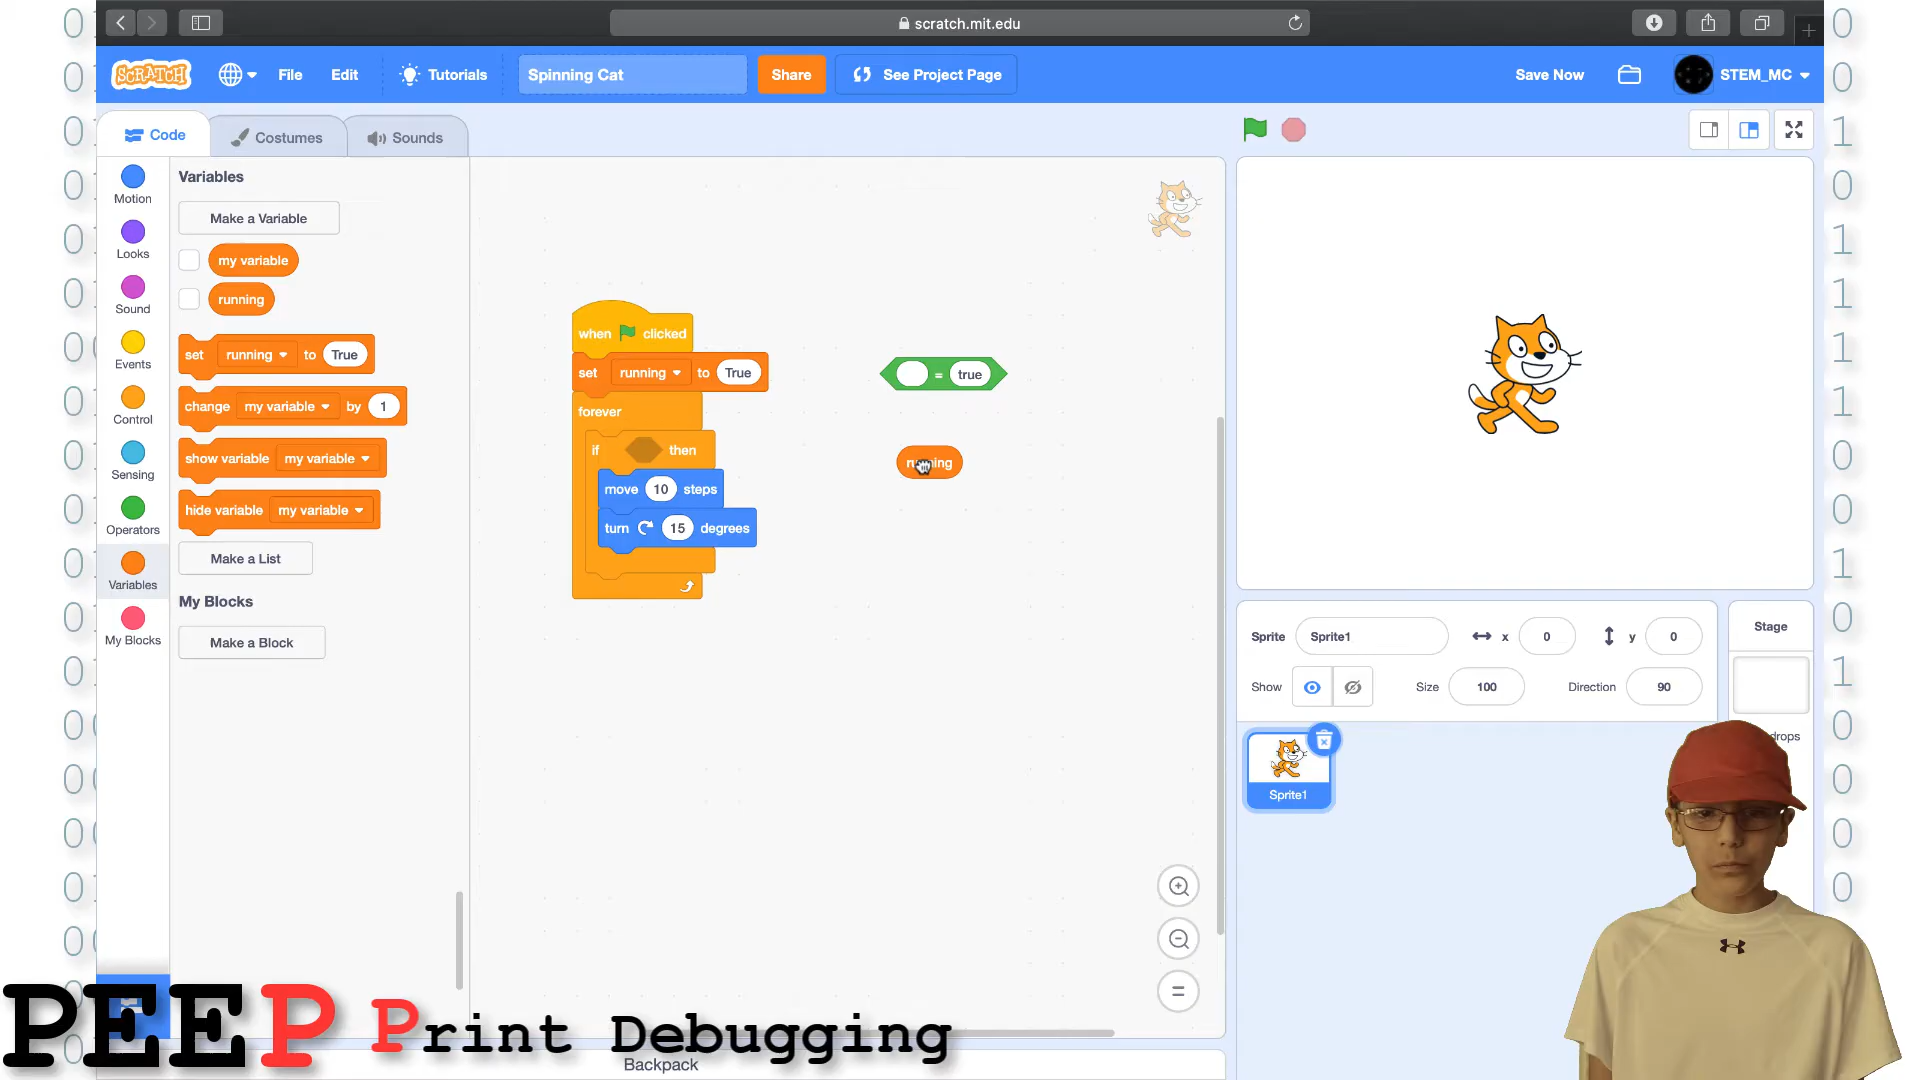 scratch.mit.edu
SCRATCH File Edit Tutorials Spinning Cat Share See Project Page Save Now STEM_MC
Code Costumes Sounds
Motion
Looks
Sound
Events
Control
Sensing
Operators
Variables
My Blocks
Variables
Make a Variable
my variable
running
set running to True
change my variable by 1
show variable my variable
hide variable my variable
Make a List
My Blocks
Make a Block
when clicked
set running to True
forever
if then
move 10 steps
turn 15 degrees
= true
running
Sprite Sprite1 x 0 y 0
Show Size 100 Direction 90
Sprite1
Stage
drops
PEEP Print Debugging
Backpack